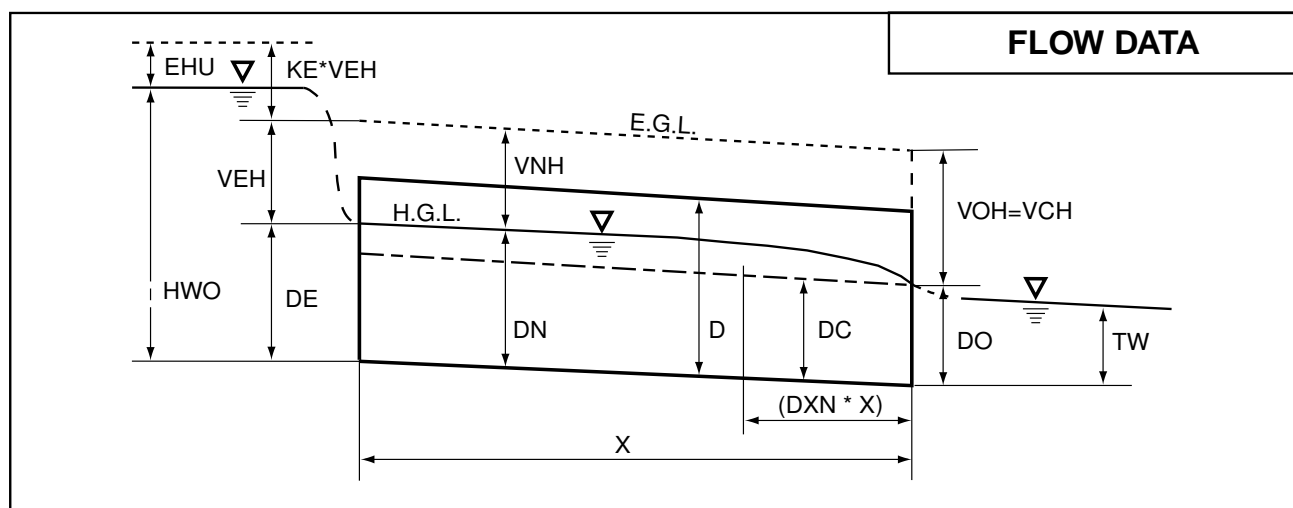 FLOW DATA
EHU
KE*VEH
E.G.L.
VEH
VNH
H.G.L.
VOH=VCH
HWO
DE
DN
D
DC
DO
TW
(DXN * X)
X